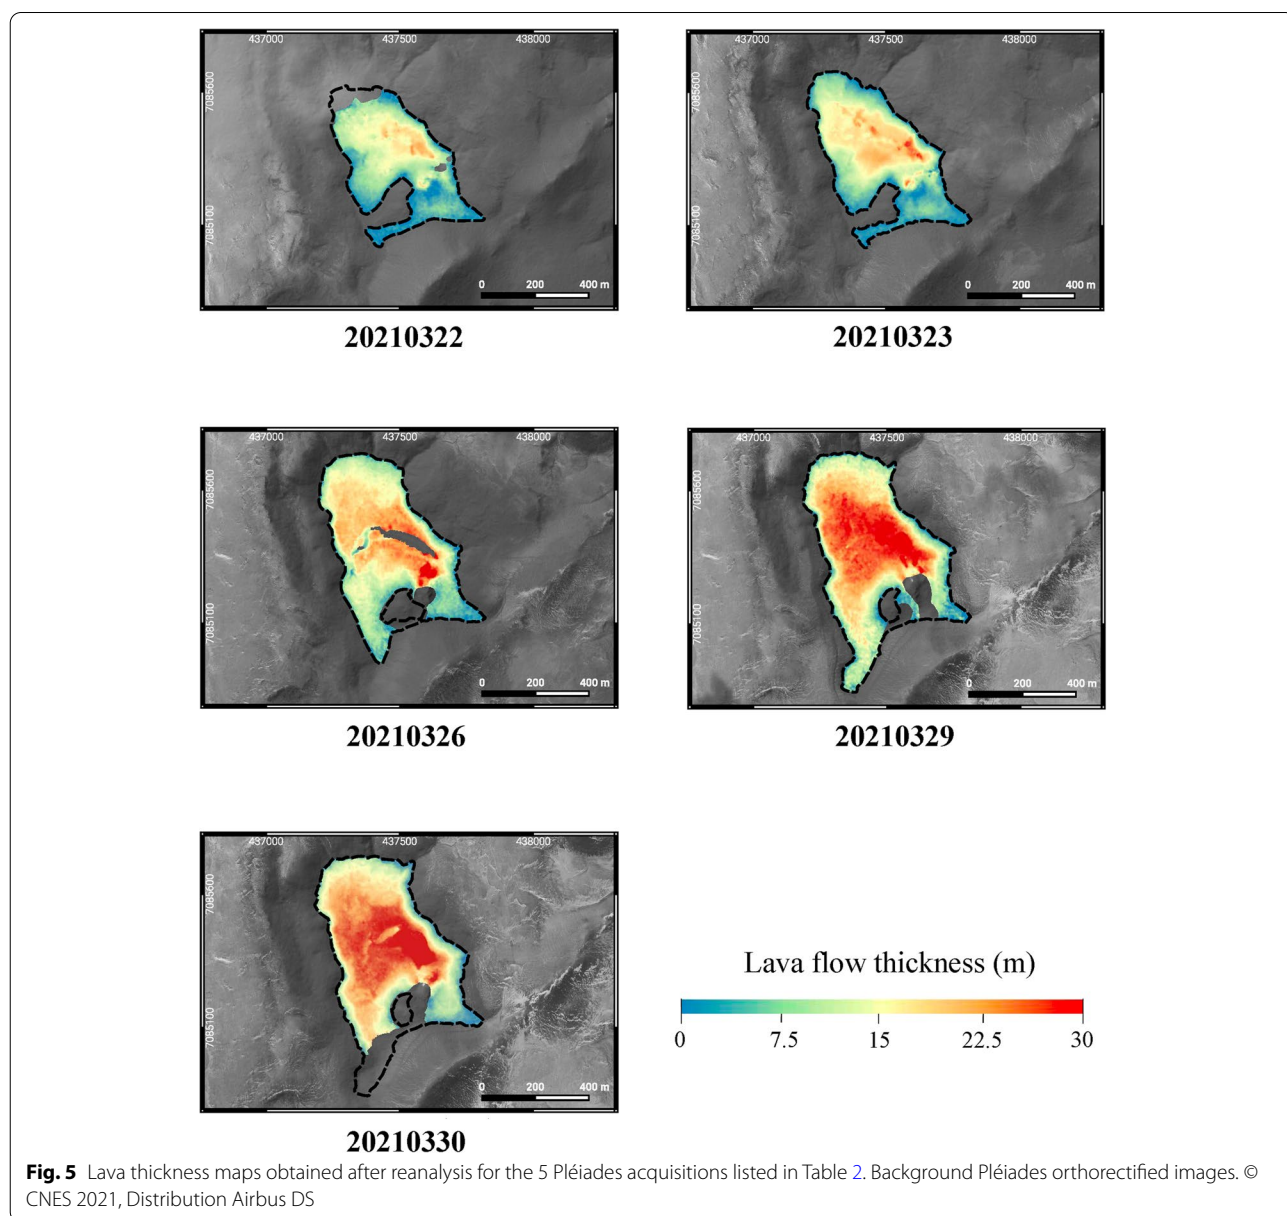 437000 437500 438000
7085600
7085100
0 200 400 m
20210322
437000 437500 438000
7085600
7085100
0 200 400 m
20210323
437000 437500 438000
7085600
7085100
0 200 400 m
20210326
437000 437500 438000
7085600
7085100
0 200 400 m
20210329
437000 437500 438000
7085600
7085100
0 200 400 m
20210330
Lava flow thickness (m)
0 7.5 15 22.5 30
Fig. 5 Lava thickness maps obtained after reanalysis for the 5 Pléiades acquisitions listed in Table 2. Background Pléiades orthorectified images. ©
CNES 2021, Distribution Airbus DS